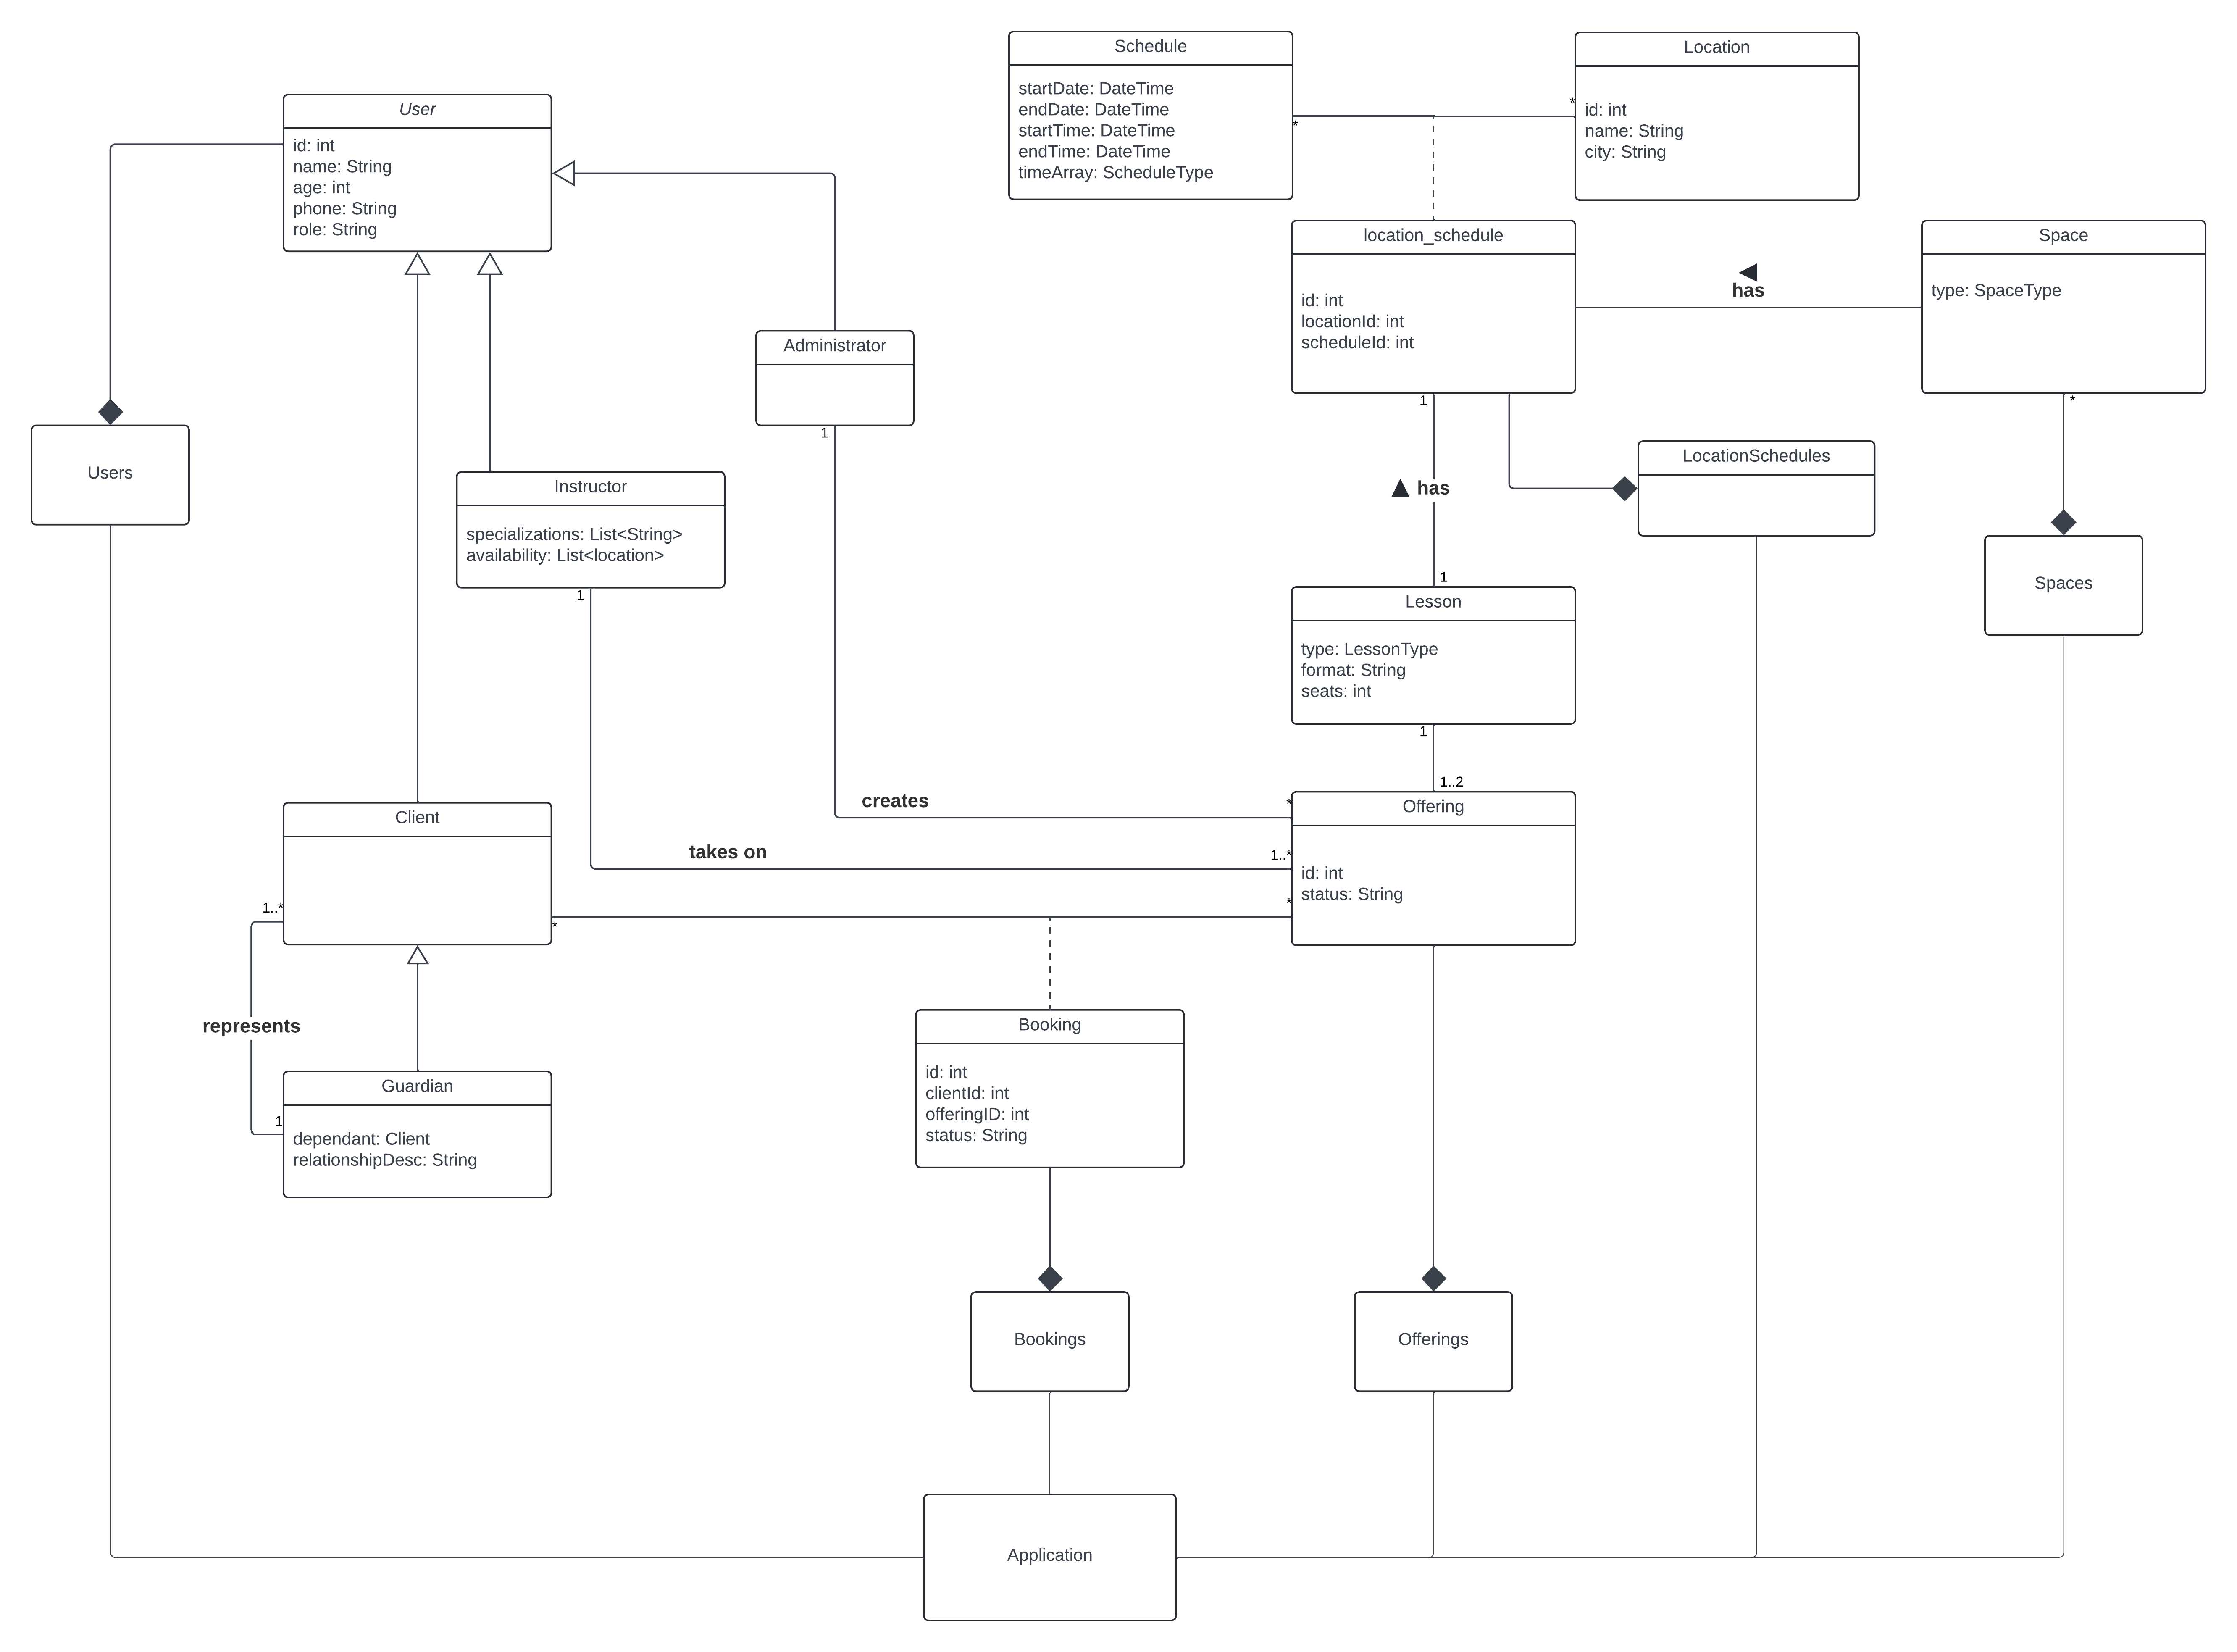 Schedule
startDate: DateTime
endDate: DateTime
startTime: DateTime
endTime: DateTime
timeArray: ScheduleType
*
Location
*
id: int
name: String
city: String
User
id: int
name: String
age: int
phone: String
role: String
location_schedule
id: int
locationId: int
scheduleId: int
1
has
Space
type: SpaceType
*
Administrator
1
Users
Instructor
specializations: List<String>
availability: List<location>
1
LocationSchedules
has
1
Spaces
Lesson
type: LessonType
format: String
seats: int
1
1..2
creates
*
Offering
id: int
status: String
takes on
1..*
*
Client
1..*
*
represents
Guardian
1
dependant: Client
relationshipDesc: String
Booking
id: int
clientId: int
offeringID: int
status: String
Bookings
Offerings
Application